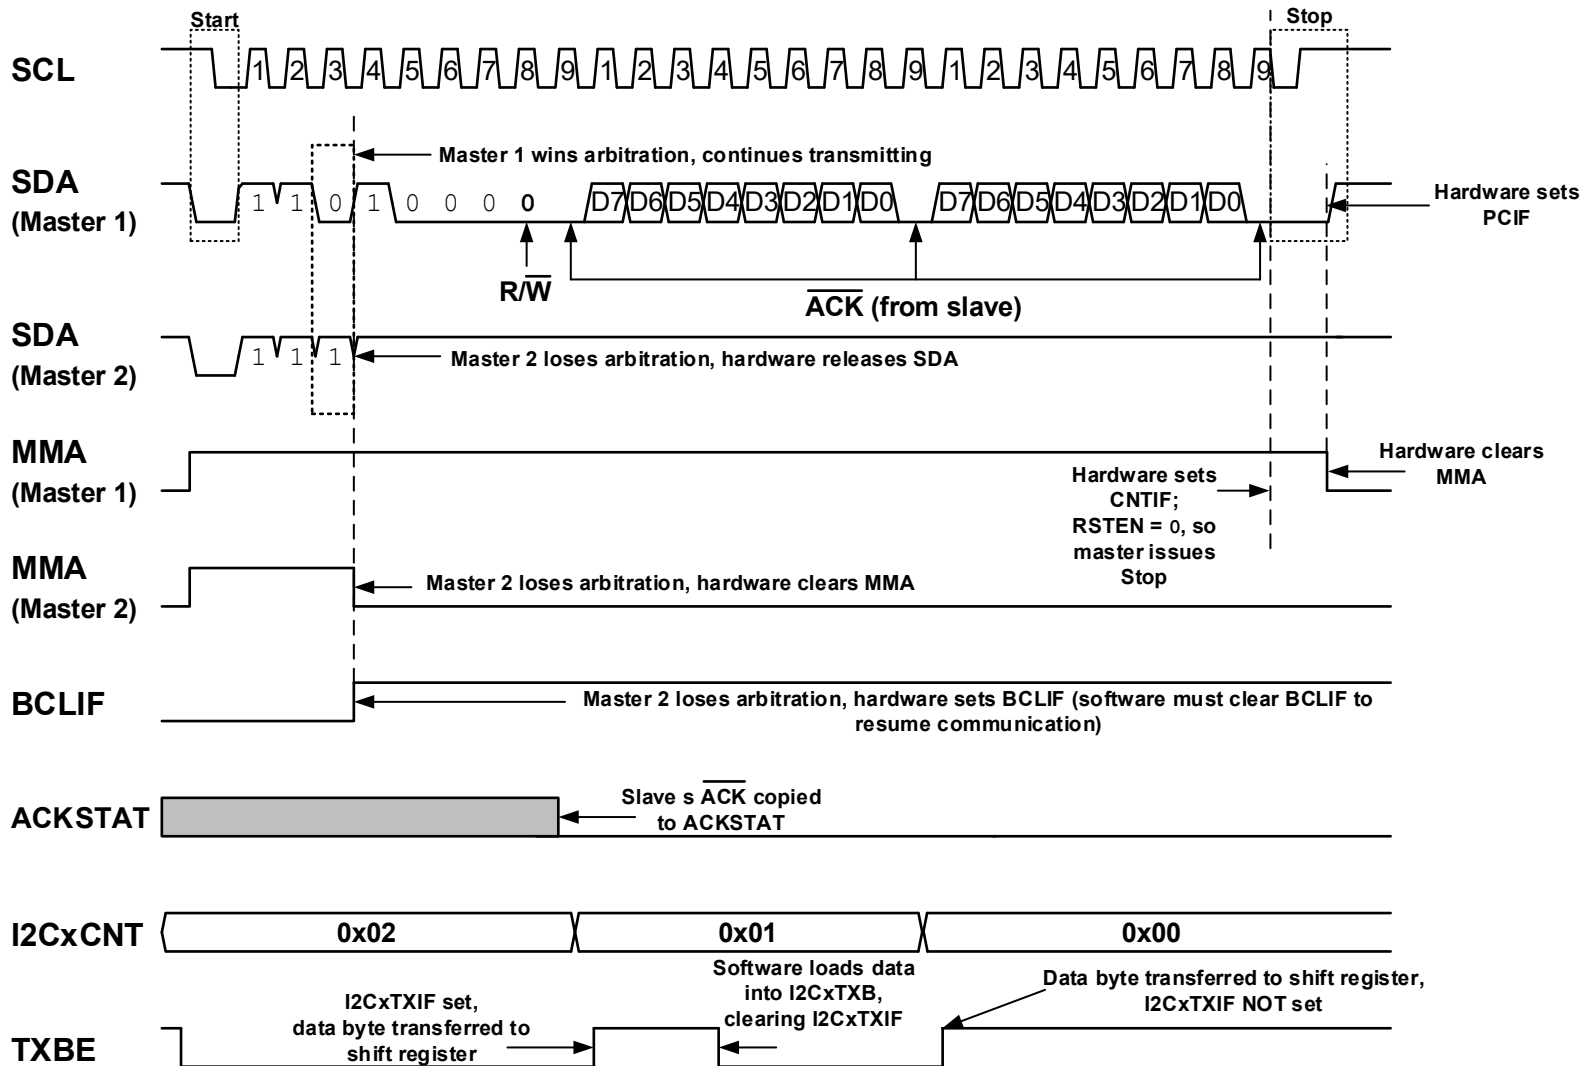 Start
Stop
SCL
1 2 3 4 5 6 7 8 9 1 2 3 4 5 6 7 8 9 1 2 3 4 5 6 7 8 9
Master 1 wins arbitration, continues transmitting
SDA
(Master 1)
1 1 0 1 0 0 0 0 D7 D6 D5 D4 D3 D2 D1 D0 D7 D6 D5 D4 D3 D2 D1 D0
Hardware sets
PCIF
R/W̅
A̅C̅K̅ (from slave)
SDA
(Master 2)
1 1 1
Master 2 loses arbitration, hardware releases SDA
MMA
(Master 1)
Hardware clears
MMA
Hardware sets
CNTIF;
RSTEN = 0, so
master issues
Stop
MMA
(Master 2)
Master 2 loses arbitration, hardware clears MMA
BCLIF
Master 2 loses arbitration, hardware sets BCLIF (software must clear BCLIF to
resume communication)
ACKSTAT
Slave s A̅C̅K̅ copied
to ACKSTAT
I2CxCNT
0x02 0x01 0x00
I2CxTXIF set,
data byte transferred to
shift register
Software loads data
into I2CxTXB,
clearing I2CxTXIF
Data byte transferred to shift register,
I2CxTXIF NOT set
TXBE